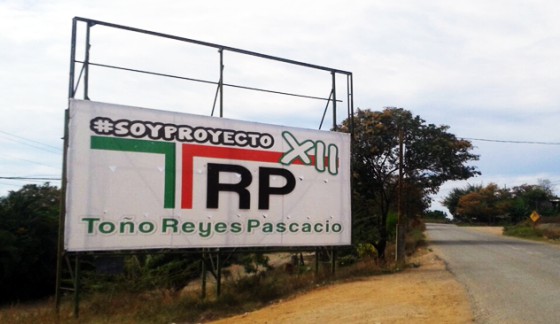 #SOYPROYECTO
XII
TRP
Toño Reyes Pascacio